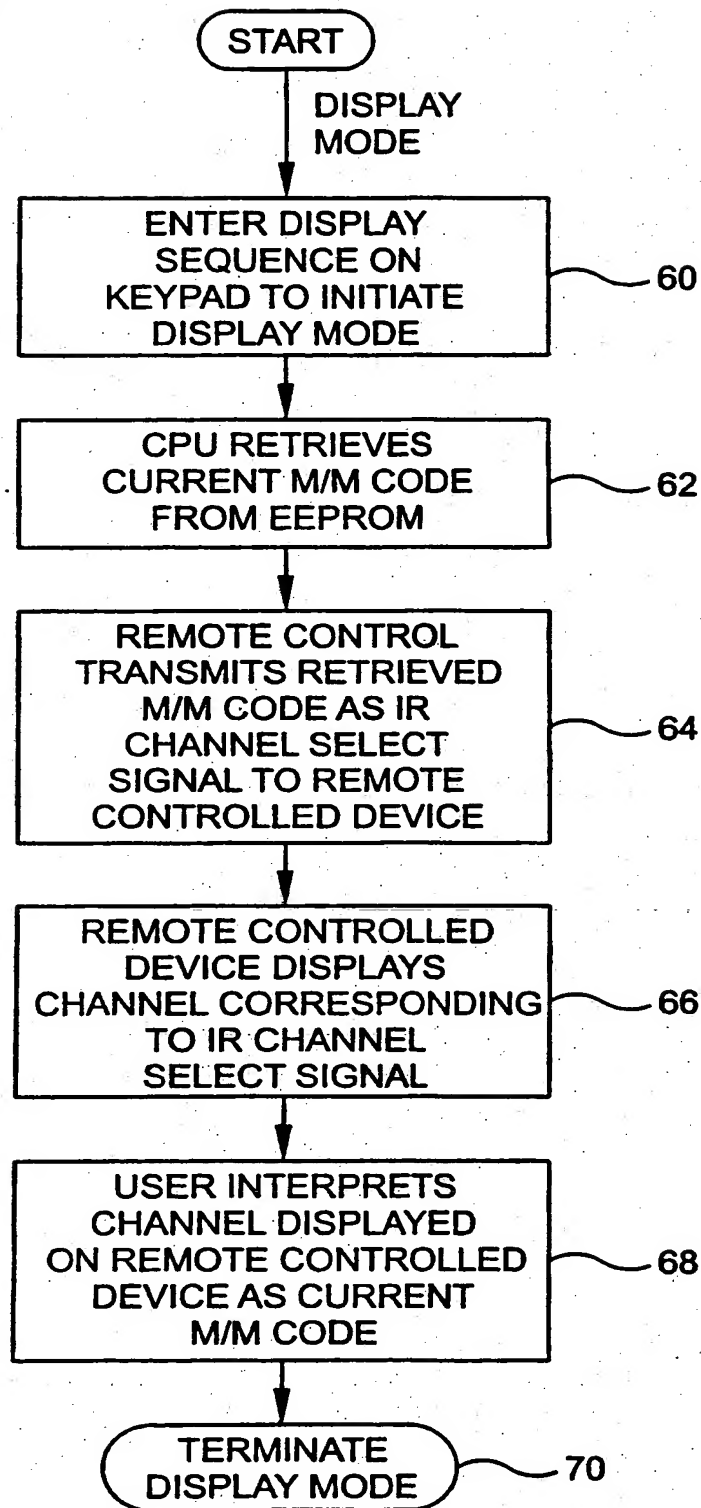 START
DISPLAY
MODE
ENTER DISPLAY
SEQUENCE ON
KEYPAD TO INITIATE
DISPLAY MODE
60
CPU RETRIEVES
CURRENT M/M CODE
FROM EEPROM
62
REMOTE CONTROL
TRANSMITS RETRIEVED
M/M CODE AS IR
CHANNEL SELECT
SIGNAL TO REMOTE
CONTROLLED DEVICE
64
REMOTE CONTROLLED
DEVICE DISPLAYS
CHANNEL CORRESPONDING
TO IR CHANNEL
SELECT SIGNAL
66
USER INTERPRETS
CHANNEL DISPLAYED
ON REMOTE CONTROLLED
DEVICE AS CURRENT
M/M CODE
68
TERMINATE
DISPLAY MODE
70